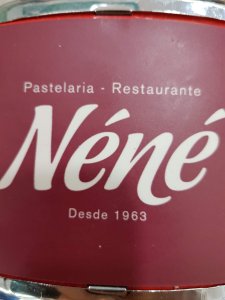 Pastelaria - Restaurante
Néné
Desde 1963